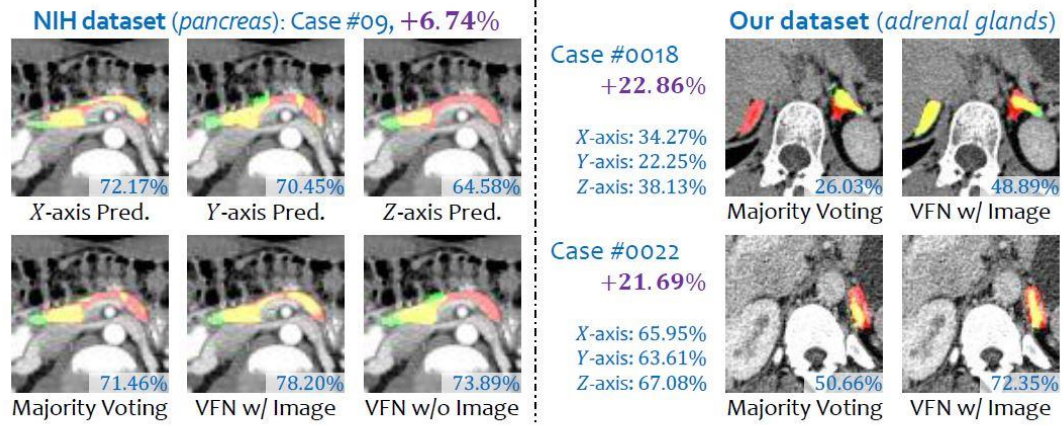 NIH dataset (pancreas): Case #09, +6.74%
72.17%
70.45%
64.58%
X-axis Pred.
Y-axis Pred.
Z-axis Pred.
71.46%
78.20%
73.89%
Majority Voting
VFN w/ Image
VFN w/o Image
Our dataset (adrenal glands)
Case #0018
+22.86%
X-axis: 34.27%
Y-axis: 22.25%
Z-axis: 38.13%
26.03%
48.89%
Majority Voting
VFN w/ Image
Case #0022
+21.69%
X-axis: 65.95%
Y-axis: 63.61%
Z-axis: 67.08%
50.66%
72.35%
Majority Voting
VFN w/ Image